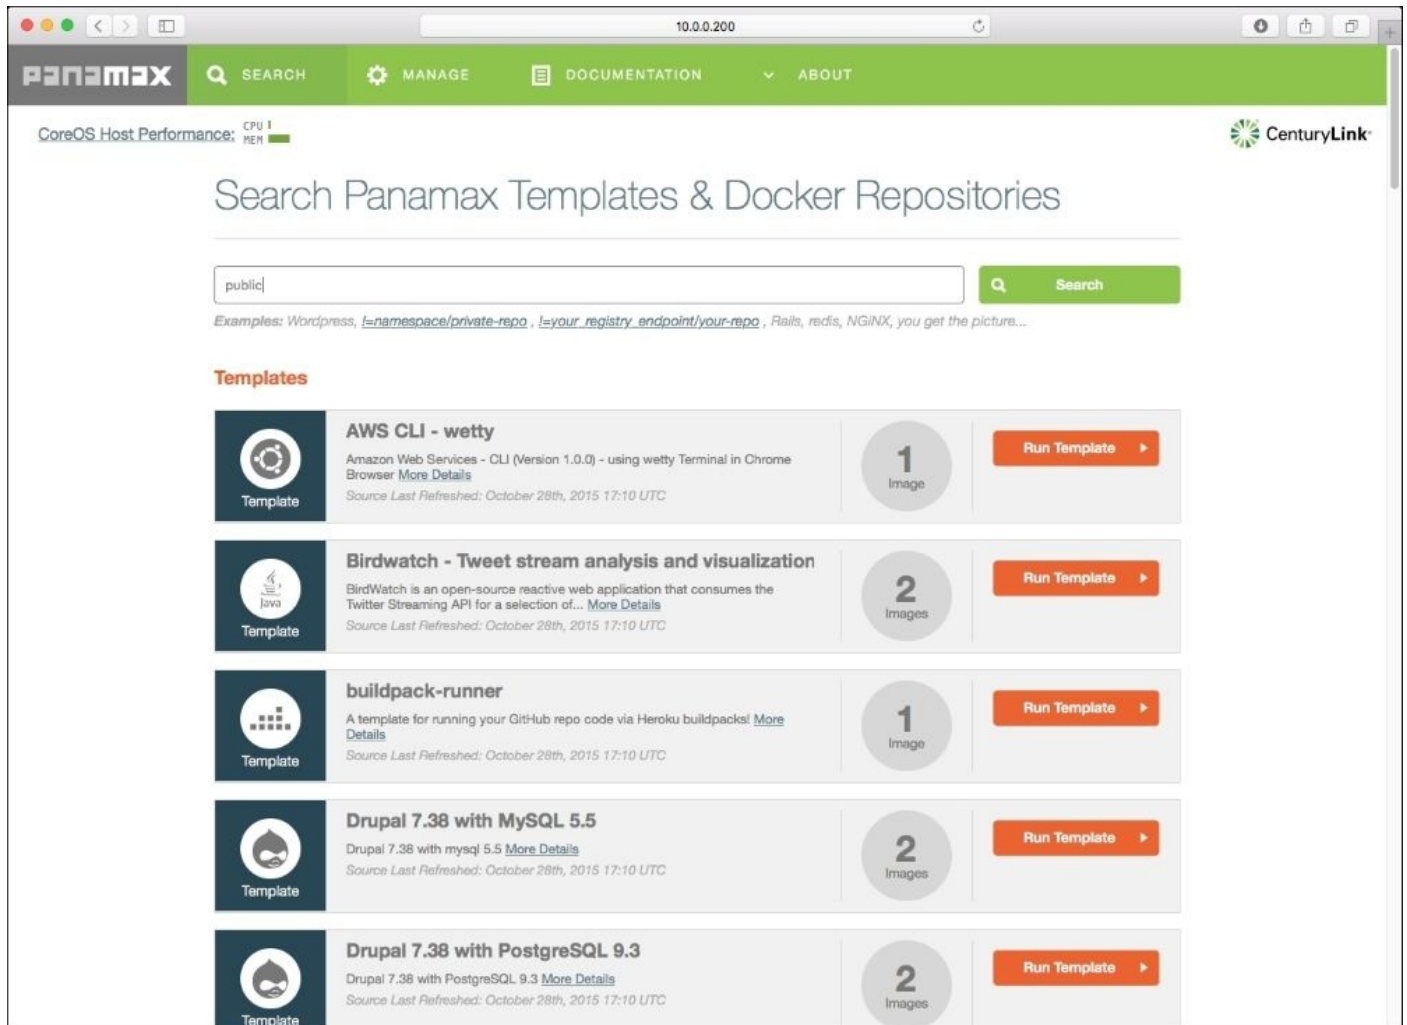 10.0.0.200
panamax SEARCH MANAGE DOCUMENTATION ABOUT
CoreOS Host Performance: CPU MEM
CenturyLink
Search Panamax Templates & Docker Repositories
public
Search
Examples: Wordpress, !=namespace/private-repo , !=your_registry_endpoint/your-repo , Rails, redis, NGiNX, you get the picture...
Templates
AWS CLI - wetty
Amazon Web Services - CLI (Version 1.0.0) - using wetty Terminal in Chrome
Browser More Details
Source Last Refreshed: October 28th, 2015 17:10 UTC
Template
1
Image
Run Template
Birdwatch - Tweet stream analysis and visualization
BirdWatch is an open-source reactive web application that consumes the
Twitter Streaming API for a selection of... More Details
Source Last Refreshed: October 28th, 2015 17:10 UTC
Java
Template
2
Images
Run Template
buildpack-runner
A template for running your GitHub repo code via Heroku buildpacks! More
Details
Source Last Refreshed: October 28th, 2015 17:10 UTC
Template
1
Image
Run Template
Drupal 7.38 with MySQL 5.5
Drupal 7.38 with mysql 5.5 More Details
Source Last Refreshed: October 28th, 2015 17:10 UTC
Template
2
Images
Run Template
Drupal 7.38 with PostgreSQL 9.3
Drupal 7.38 with PostgreSQL 9.3 More Details
Source Last Refreshed: October 28th, 2015 17:10 UTC
Template
2
Images
Run Template